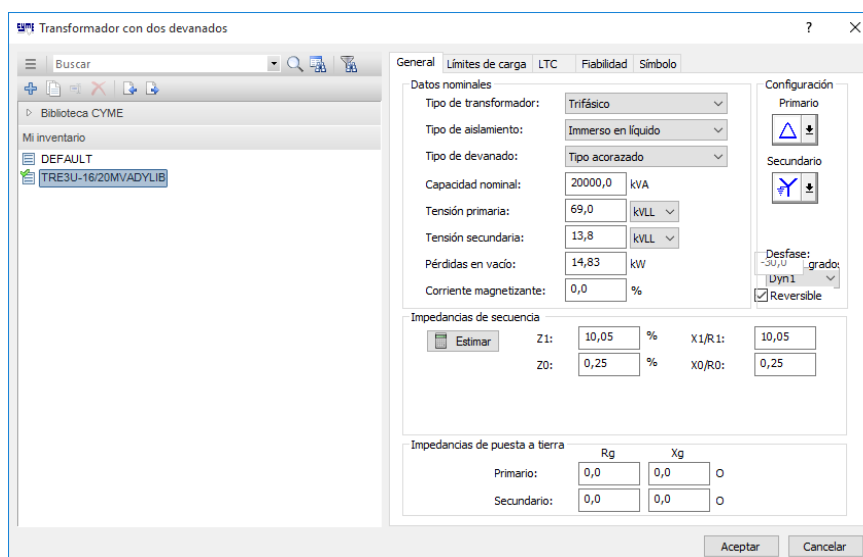 CYME Transformador con dos devanados
? ×
Buscar
Biblioteca CYME
Mi inventario
DEFAULT
TRE3U-16/20MVADYLIB
General Límites de carga LTC Fiabilidad Símbolo
Datos nominales
Tipo de transformador: Trifásico
Tipo de aislamiento: Immerso en líquido
Tipo de devanado: Tipo acorazado
Capacidad nominal: 20000,0 kVA
Tensión primaria: 69,0 kVLL
Tensión secundaria: 13,8 kVLL
Pérdidas en vacío: 14,83 kW
Corriente magnetizante: 0,0 %
Configuración
Primario
Secundario
Desfase:
-30,0 grados
Dyn1
Reversible
Impedancias de secuencia
Estimar Z1: 10,05 % X1/R1: 10,05
Z0: 0,25 % X0/R0: 0,25
Impedancias de puesta a tierra
Rg Xg
Primario: 0,0 0,0 O
Secundario: 0,0 0,0 O
Aceptar Cancelar